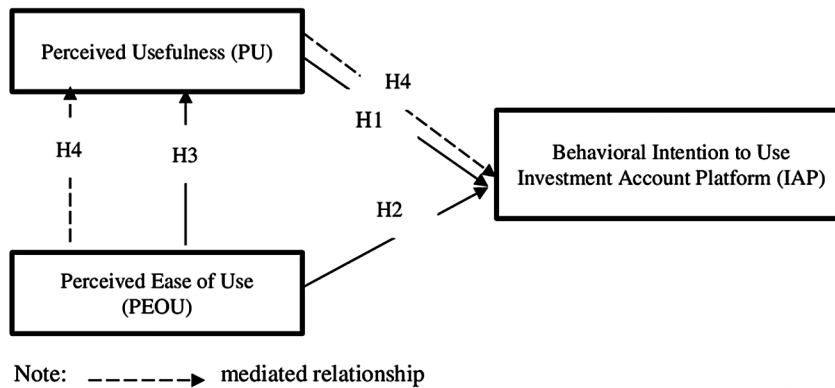 Perceived Usefulness (PU)
H4
H1
H4
H3
Behavioral Intention to Use
Investment Account Platform (IAP)
H2
Perceived Ease of Use
(PEOU)
Note:
mediated relationship